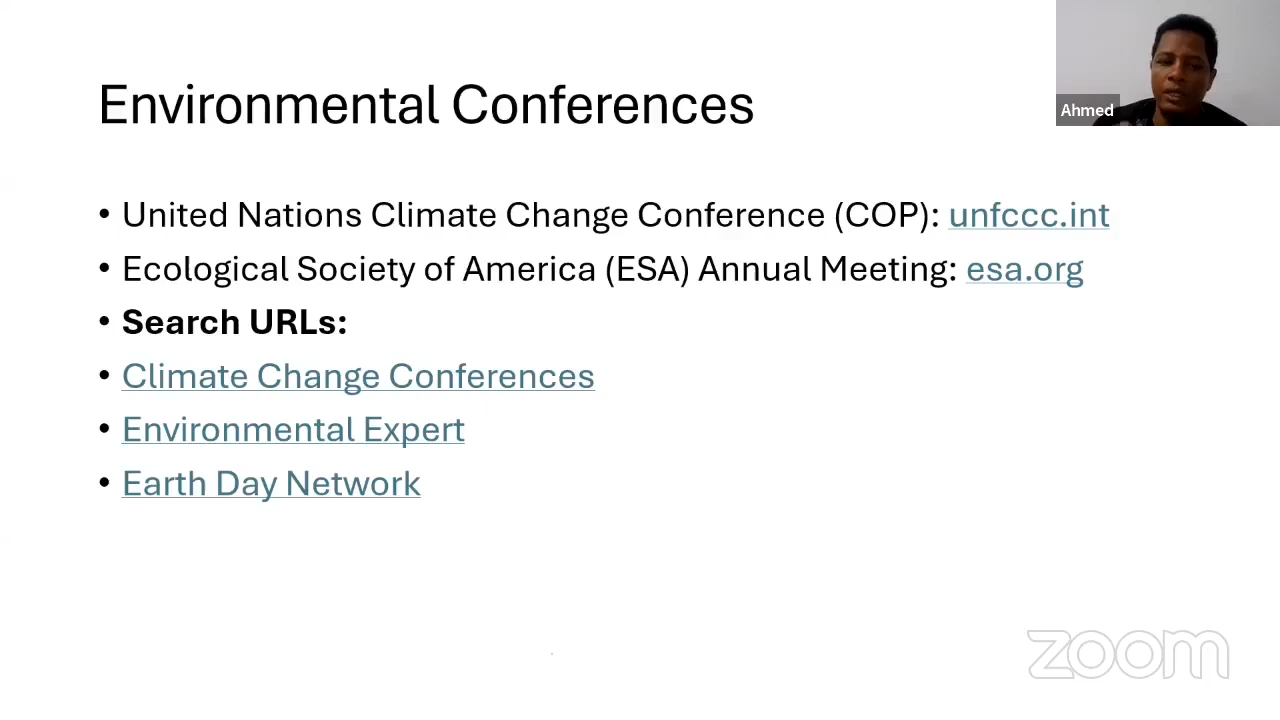 Environmental Conferences
Ahmed
• United Nations Climate Change Conference (COP): unfccc.int
• Ecological Society of America (ESA) Annual Meeting: esa.org
• Search URLs:
• Climate Change Conferences
• Environmental Expert
• Earth Day Network
zoom